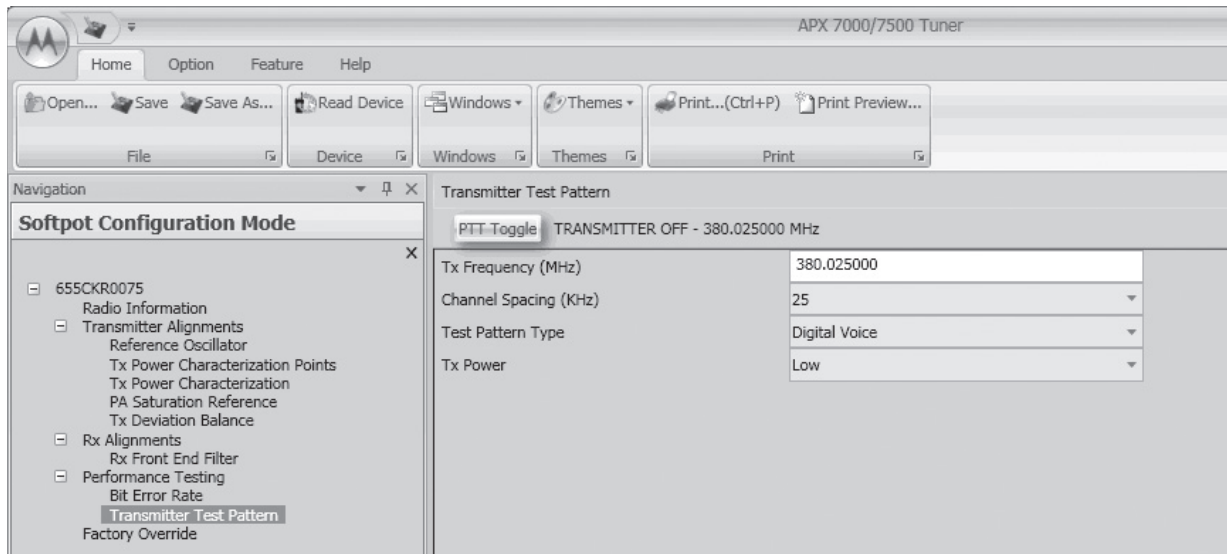 APX 7000/7500 Tuner
Home Option Feature Help
Open... Save Save As... Read Device Windows Themes Print...(Ctrl+P) Print Preview...
File Device Windows Themes Print
Navigation
Softpot Configuration Mode
655CKR0075
Radio Information
Transmitter Alignments
Reference Oscillator
Tx Power Characterization Points
Tx Power Characterization
PA Saturation Reference
Tx Deviation Balance
Rx Alignments
Rx Front End Filter
Performance Testing
Bit Error Rate
Transmitter Test Pattern
Factory Override
Transmitter Test Pattern
PTT Toggle TRANSMITTER OFF - 380.025000 MHz
Tx Frequency (MHz) 380.025000
Channel Spacing (KHz) 25
Test Pattern Type Digital Voice
Tx Power Low